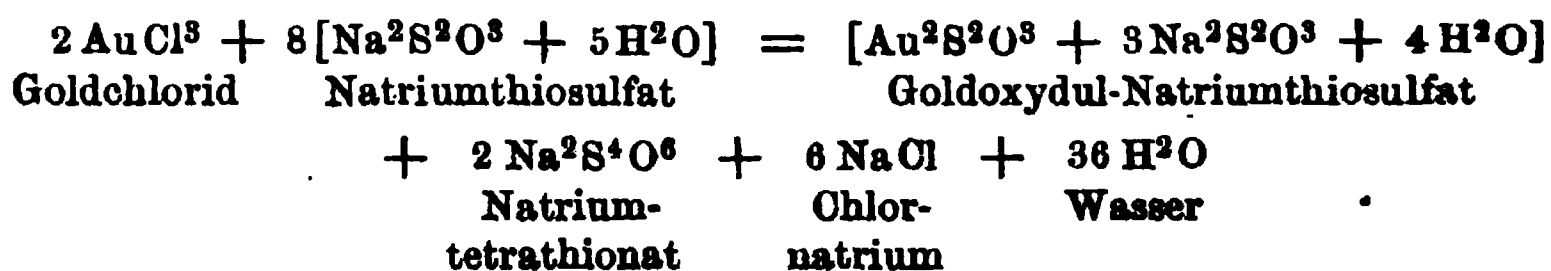 2 AuCl³ + 8[Na²S²O³ + 5H²O] = [Au²S²O³ + 3Na²S²O³ + 4H²O]
Goldchlorid Natriumthiosulfat Goldoxydul-Natriumthiosulfat
+ 2 Na²S⁴O⁶ + 6 NaCl + 36 H²O
Natrium- Chlor- Wasser
tetrathionat natrium